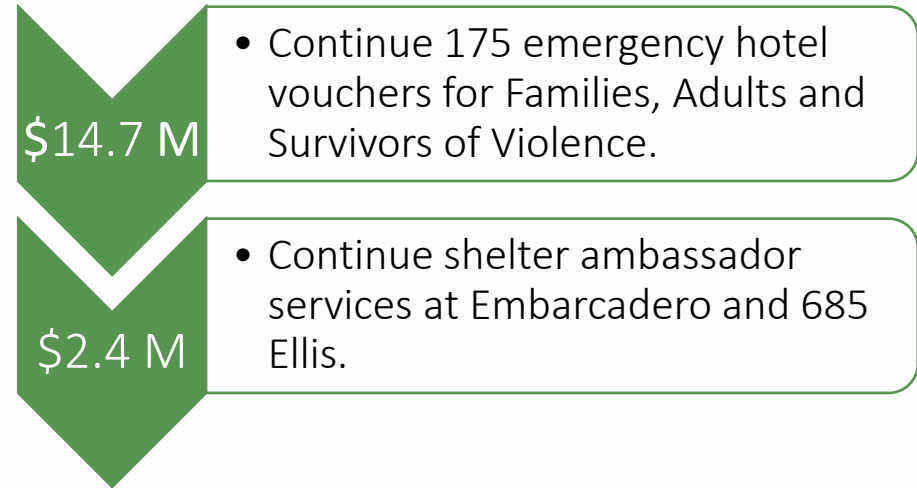 $14.7 M
• Continue 175 emergency hotel
vouchers for Families, Adults and
Survivors of Violence.
$2.4 M
• Continue shelter ambassador
services at Embarcadero and 685
Ellis.